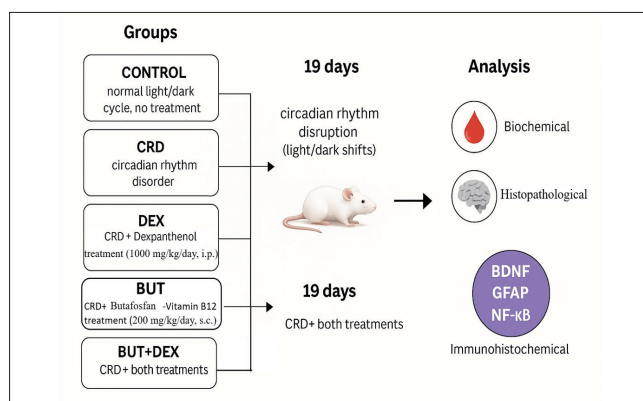 Groups
CONTROL
normal light/dark
cycle, no treatment
CRD
circadian rhythm
disorder
DEX
CRD + Dexpanthenol
treatment (1000 mg/kg/day, i.p.)
BUT
CRD+ Butafosfan -Vitamin B12
treatment (200 mg/kg/day, s.c.)
BUT+DEX
CRD+ both treatments
19 days
circadian rhythm
disruption
(light/dark shifts)
19 days
CRD+ both treatments
Analysis
Biochemical
Histopathological
BDNF
GFAP
NF-κB
Immunohistochemical